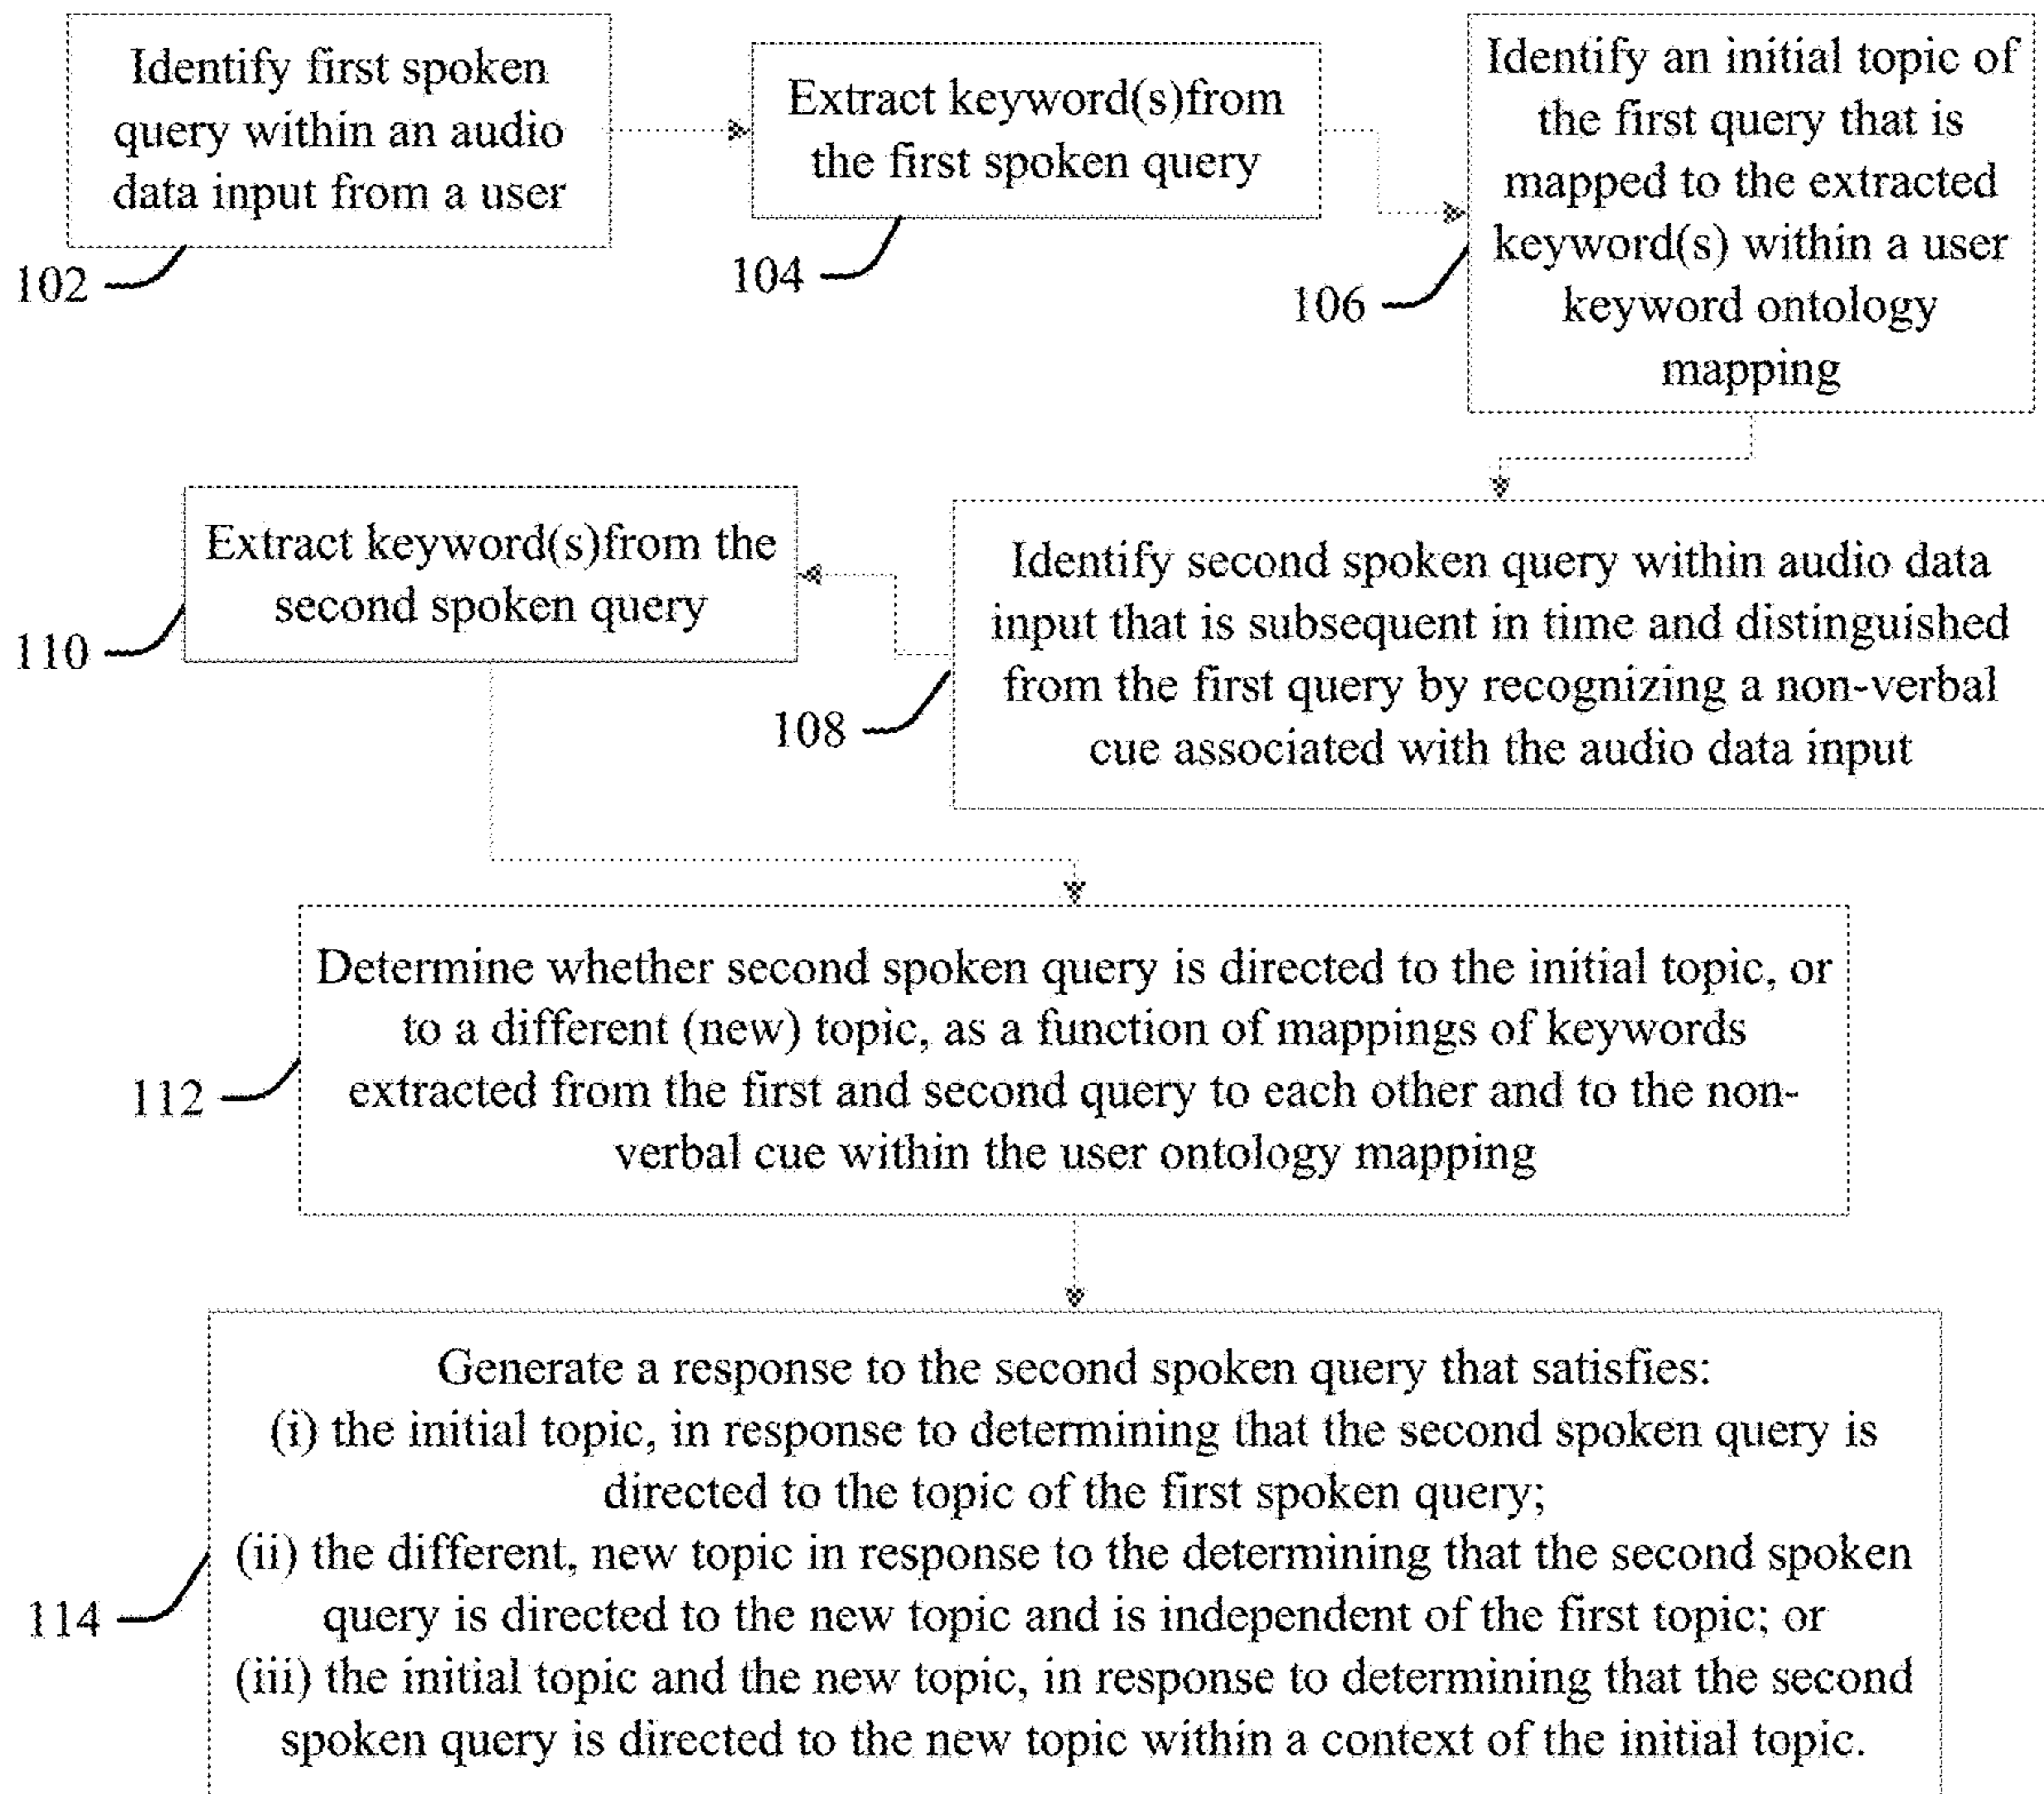 Identify first spoken
query within an audio
data input from a user
102
Extract keyword(s)from
the first spoken query
104
Identify an initial topic of
the first query that is
mapped to the extracted
keyword(s) within a user
keyword ontology
mapping
106
Identify second spoken query within audio data
input that is subsequent in time and distinguished
from the first query by recognizing a non-verbal
cue associated with the audio data input
108
Extract keyword(s)from the
second spoken query
110
Determine whether second spoken query is directed to the initial topic, or
to a different (new) topic, as a function of mappings of keywords
extracted from the first and second query to each other and to the non-
verbal cue within the user ontology mapping
112
Generate a response to the second spoken query that satisfies:
(i) the initial topic, in response to determining that the second spoken query is
directed to the topic of the first spoken query;
(ii) the different, new topic in response to the determining that the second spoken
query is directed to the new topic and is independent of the first topic; or
(iii) the initial topic and the new topic, in response to determining that the second
spoken query is directed to the new topic within a context of the initial topic.
114